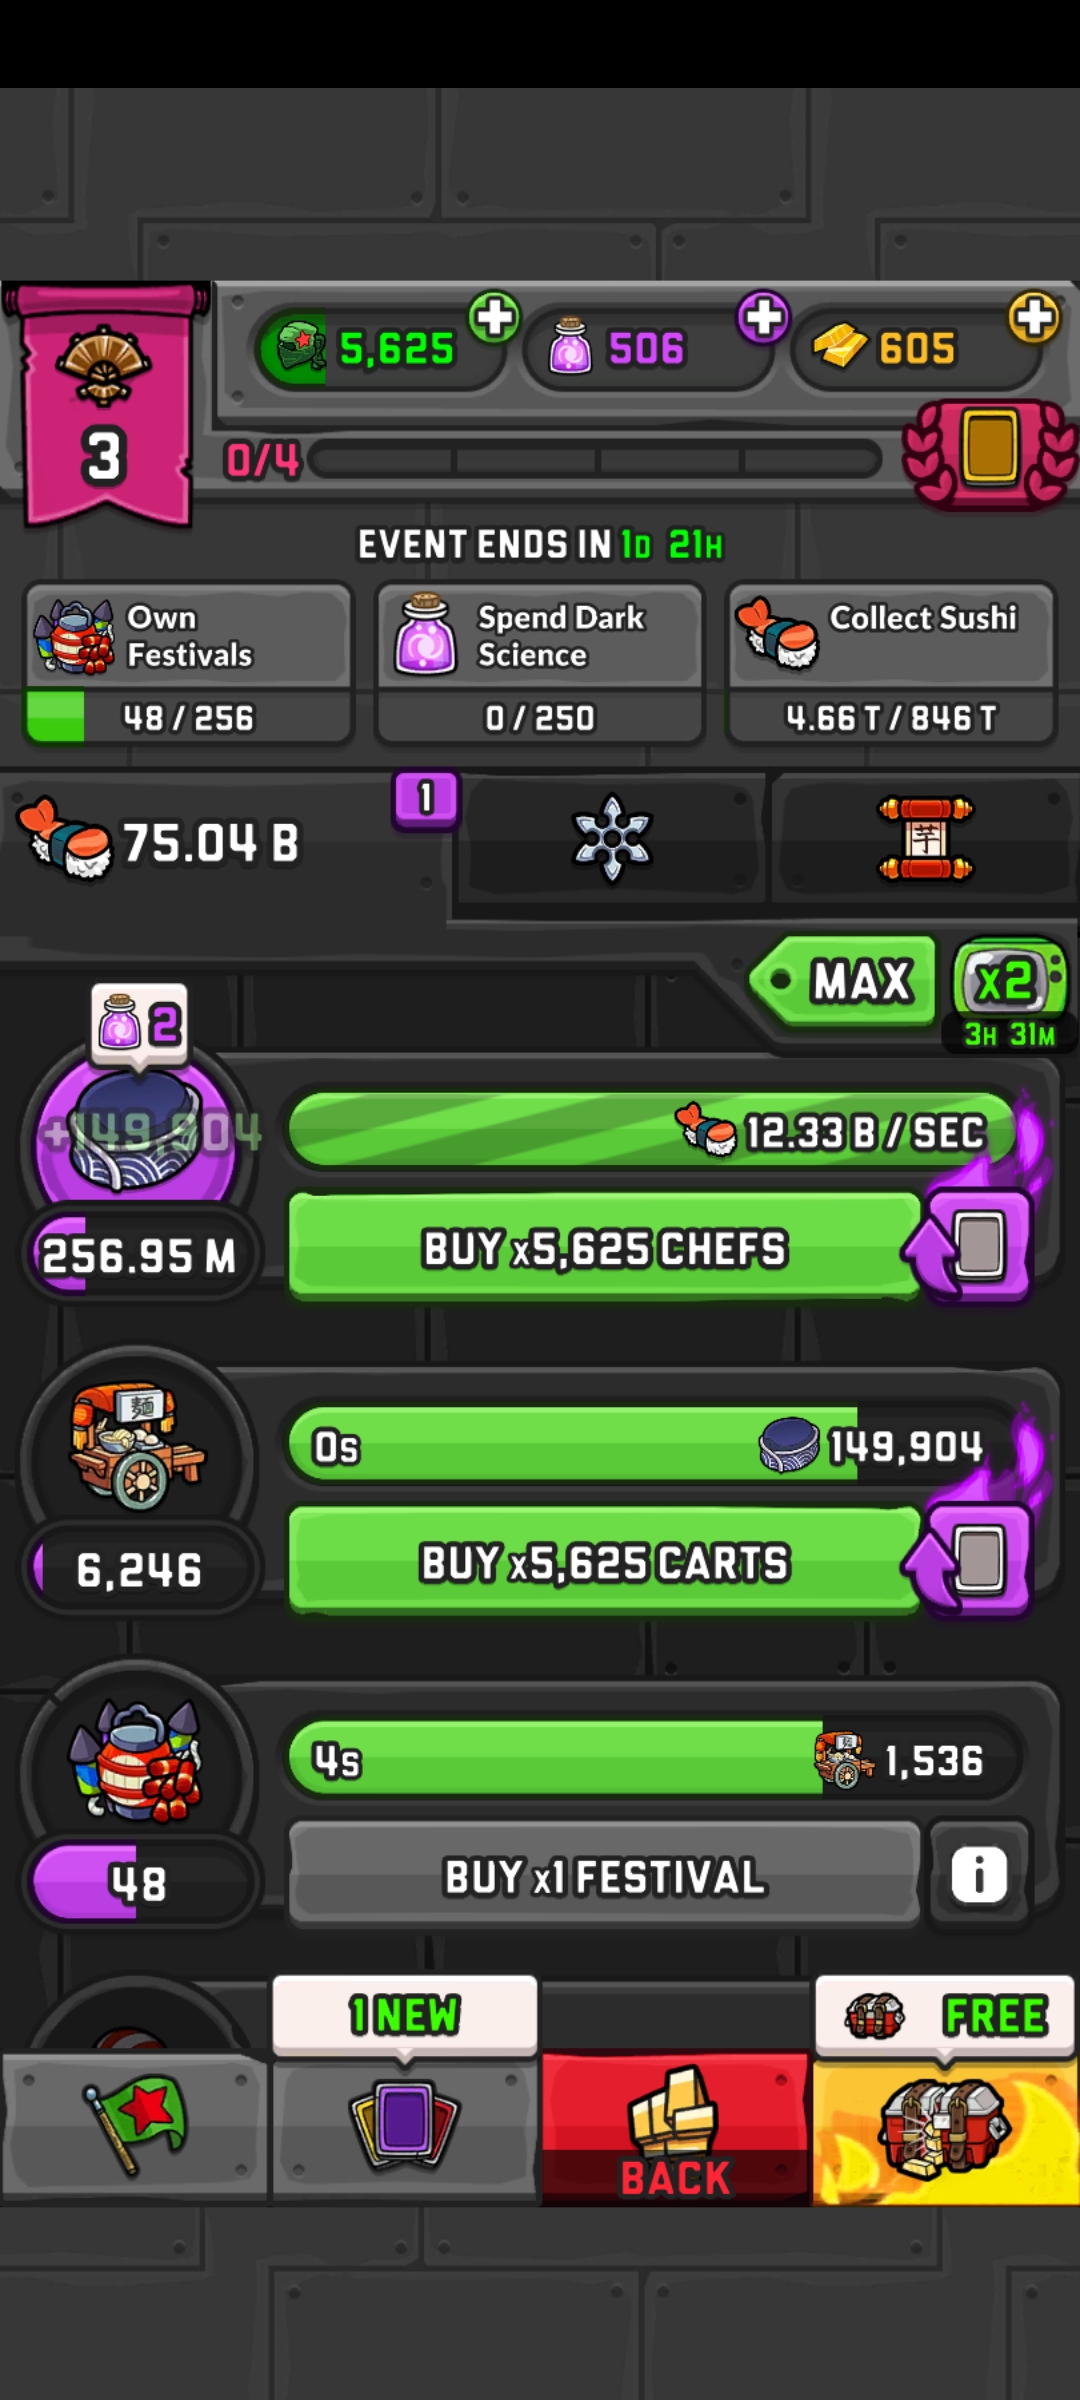 3
5,625
506
605
0/4
EVENT ENDS IN 1D 21H
Own
Festivals
48 / 256
Spend Dark
Science
0 / 250
Collect Sushi
4.66 T / 846 T
75.04 B
1
芋
MAX
x2
3H 31M
2
+149,904
12.33 B / SEC
256.95 M
BUY x5,625 CHEFS
麺
0s
149,904
6,246
BUY x5,625 CARTS
4s
1,536
48
BUY x1 FESTIVAL
i
1 NEW
FREE
BACK